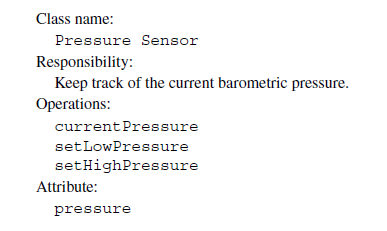 Class name:
Pressure Sensor
Responsibility:
Keep track of the current barometric pressure.
Operations:
currentPressure
setLowPressure
setHighPressure
Attribute:
pressure